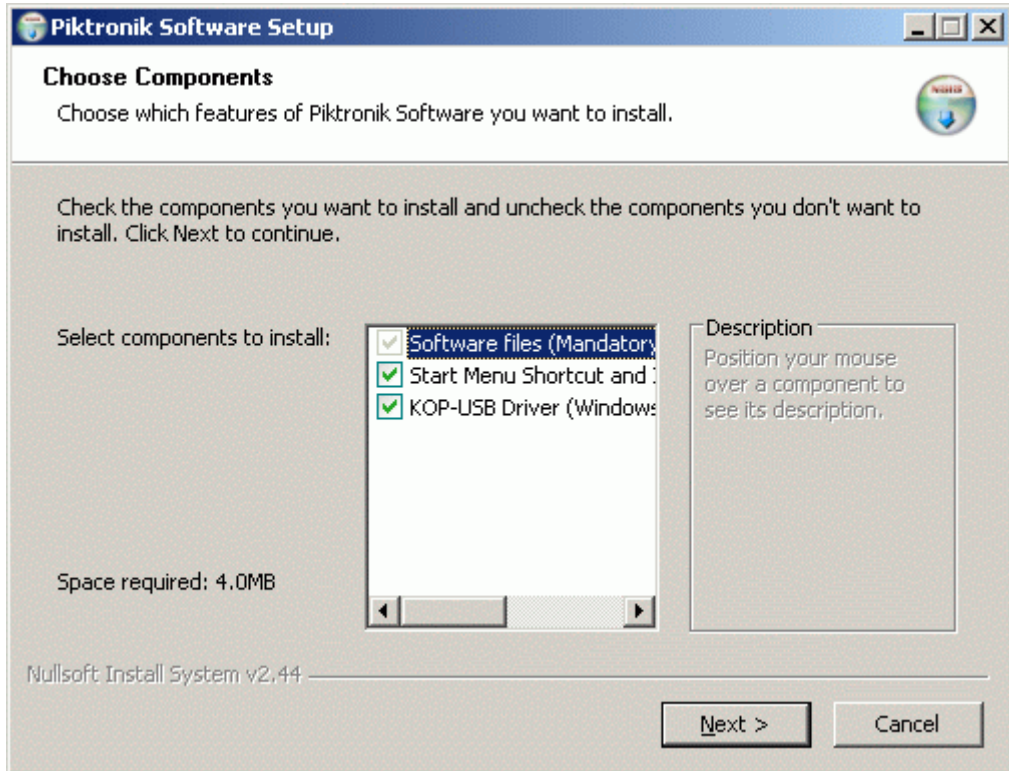 Piktronik Software Setup
Choose Components
Choose which features of Piktronik Software you want to install.
Check the components you want to install and uncheck the components you don't want to
install. Click Next to continue.
Select components to install:
Software files (Mandatory
Start Menu Shortcut and
KOP-USB Driver (Windows
Description
Position your mouse
over a component to
see its description.
Space required: 4.0MB
Nullsoft Install System v2.44
Next >
Cancel